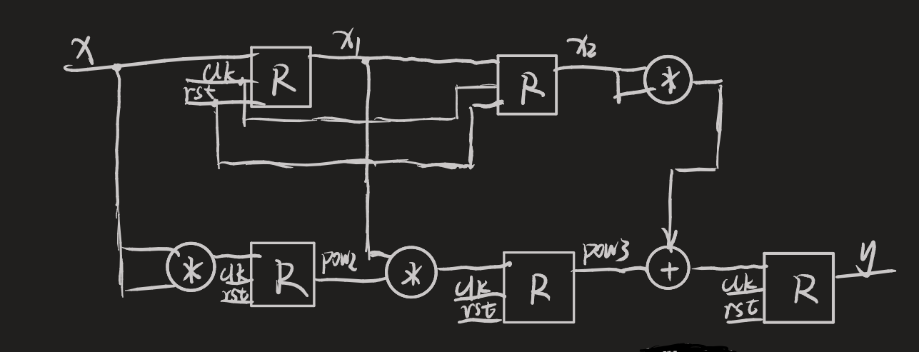 x
x₁
x₂
clk
rst
R
R
*
*
clk
rst
R
pow2
*
clk
rst
R
pow3
+
clk
rst
R
y